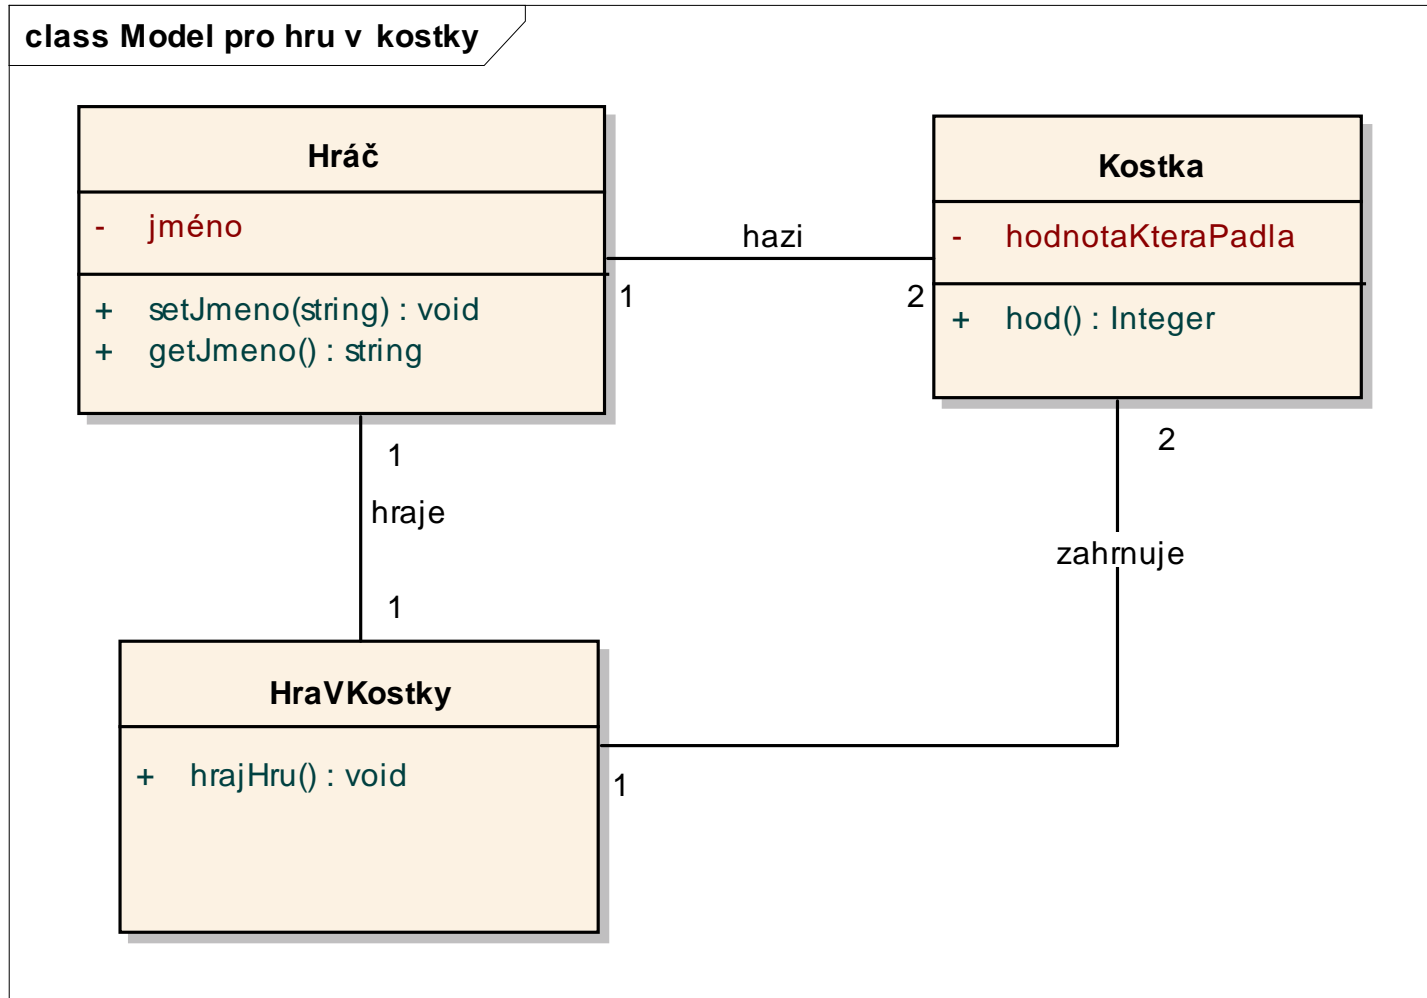 class Model pro hru v kostky
Hráč
- jméno
+ setJmeno(string) : void
+ getJmeno() : string
hazi
1
2
Kostka
- hodnotaKteraPadla
+ hod() : Integer
1
hraje
1
2
zahrnuje
HraVKostky
+ hrajHru() : void
1